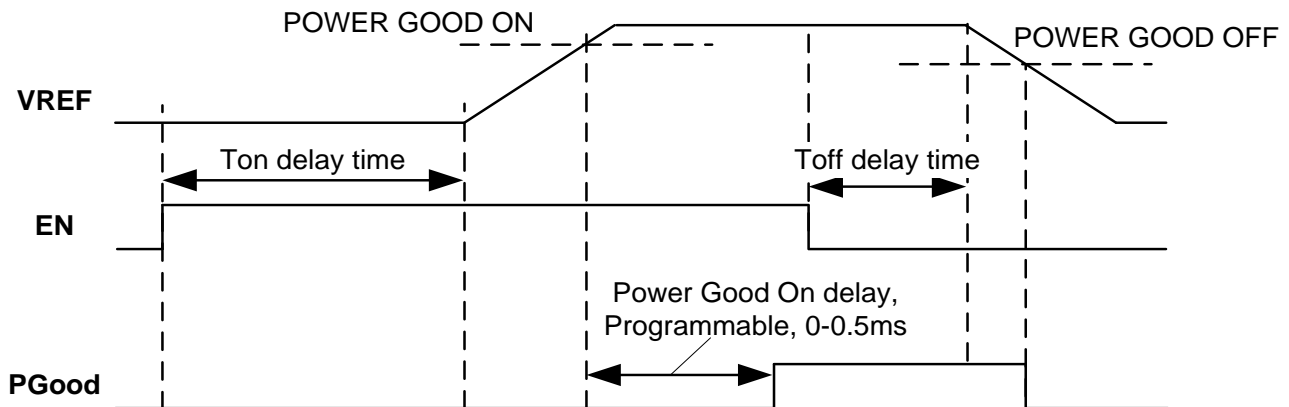 POWER GOOD ON
POWER GOOD OFF
VREF
Ton delay time
Toff delay time
EN
Power Good On delay,
Programmable, 0-0.5ms
PGood